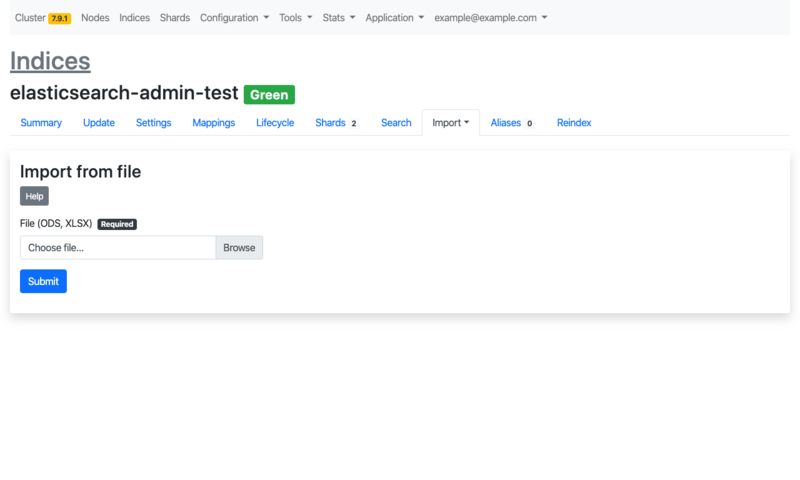 Cluster 7.9.1 Nodes Indices Shards Configuration Tools Stats Application example@example.com
Indices
elasticsearch-admin-test Green
Summary Update Settings Mappings Lifecycle Shards 2 Search Import Aliases 0 Reindex
Import from file
Help
File (ODS, XLSX) Required
Choose file... Browse
Submit